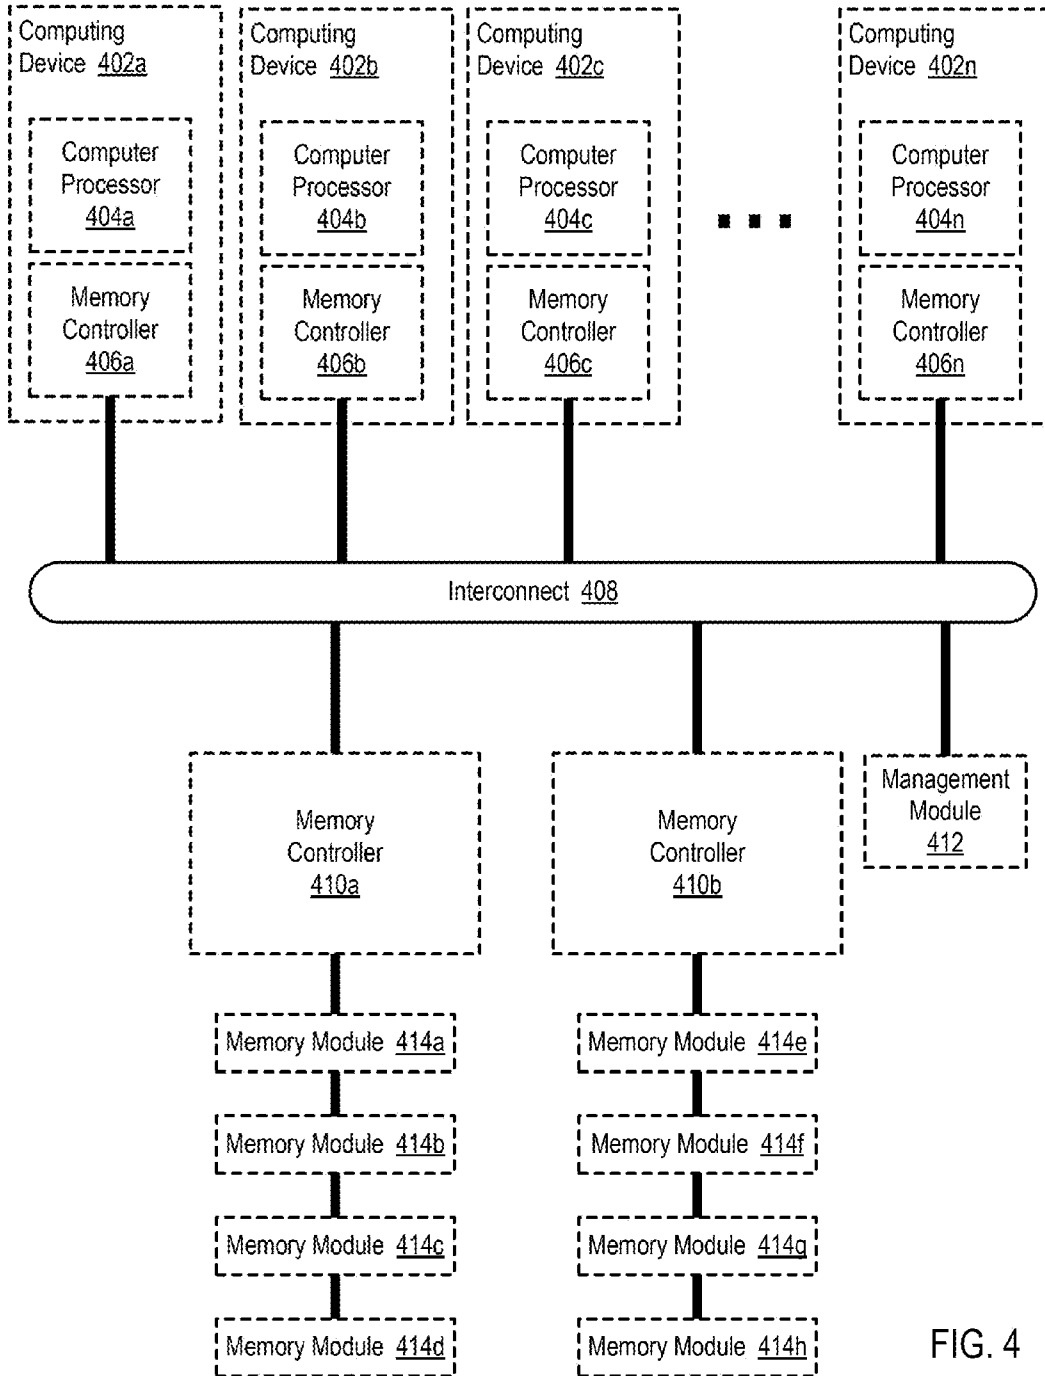 Computing
Device 402a
Computer
Processor
404a
Memory
Controller
406a
Computing
Device 402b
Computer
Processor
404b
Memory
Controller
406b
Computing
Device 402c
Computer
Processor
404c
Memory
Controller
406c
Computing
Device 402n
Computer
Processor
404n
Memory
Controller
406n
Interconnect 408
Memory
Controller
410a
Memory
Controller
410b
Management
Module
412
Memory Module 414a
Memory Module 414b
Memory Module 414c
Memory Module 414d
Memory Module 414e
Memory Module 414f
Memory Module 414g
Memory Module 414h
FIG. 4